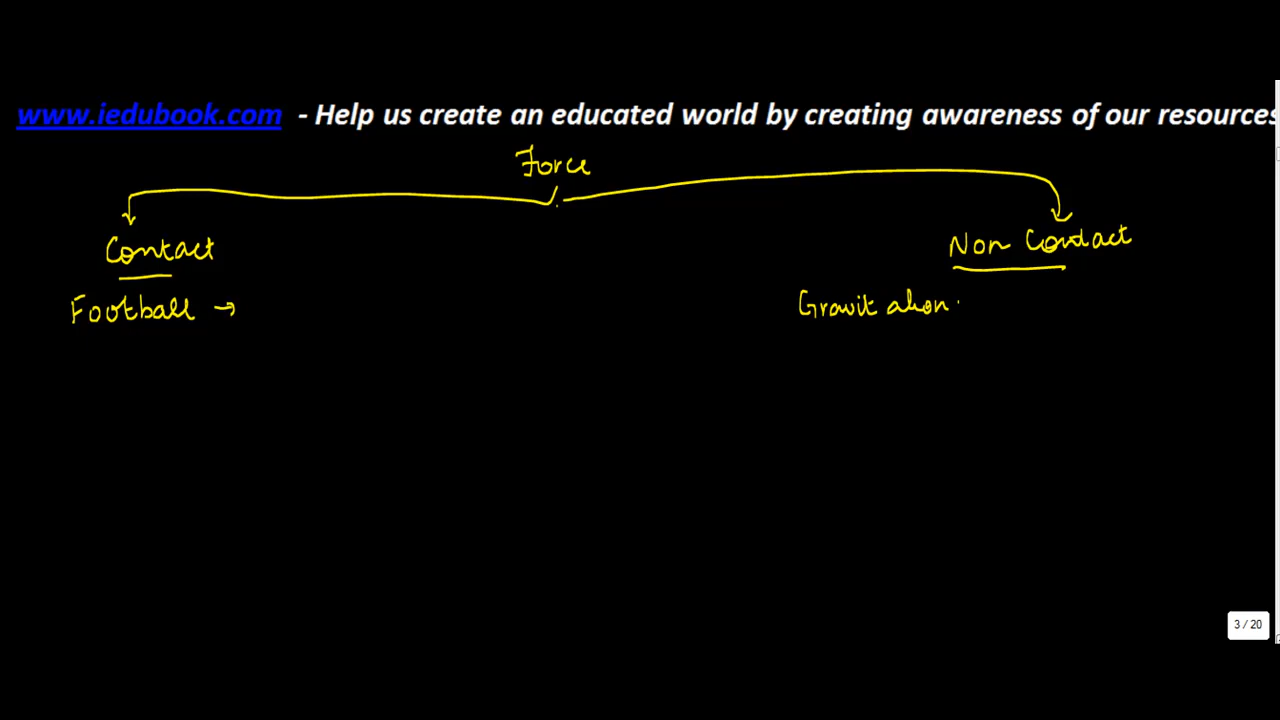 www.iedubook.com - Help us create an educated world by creating awareness of our resources
Force
Contact Non Contact
Football → Gravitation
3 / 20